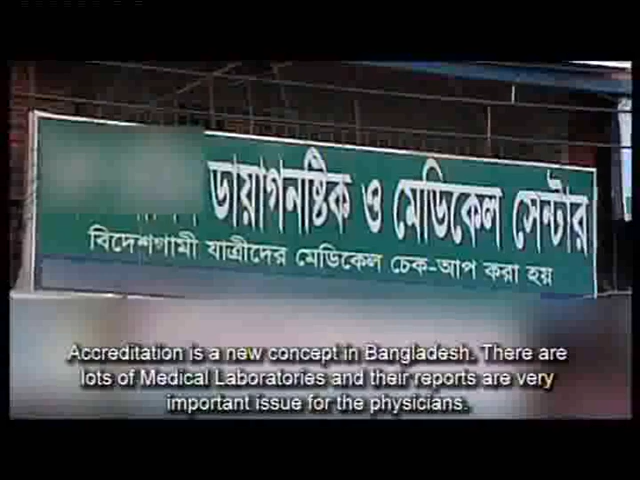 ডায়াগনষ্টিক ও মেডিকেল সেন্টার
বিদেশগামী যাত্রীদের মেডিকেল চেক-আপ করা হয়
Accreditation is a new concept in Bangladesh. There are
lots of Medical Laboratories and their reports are very
important issue for the physicians.